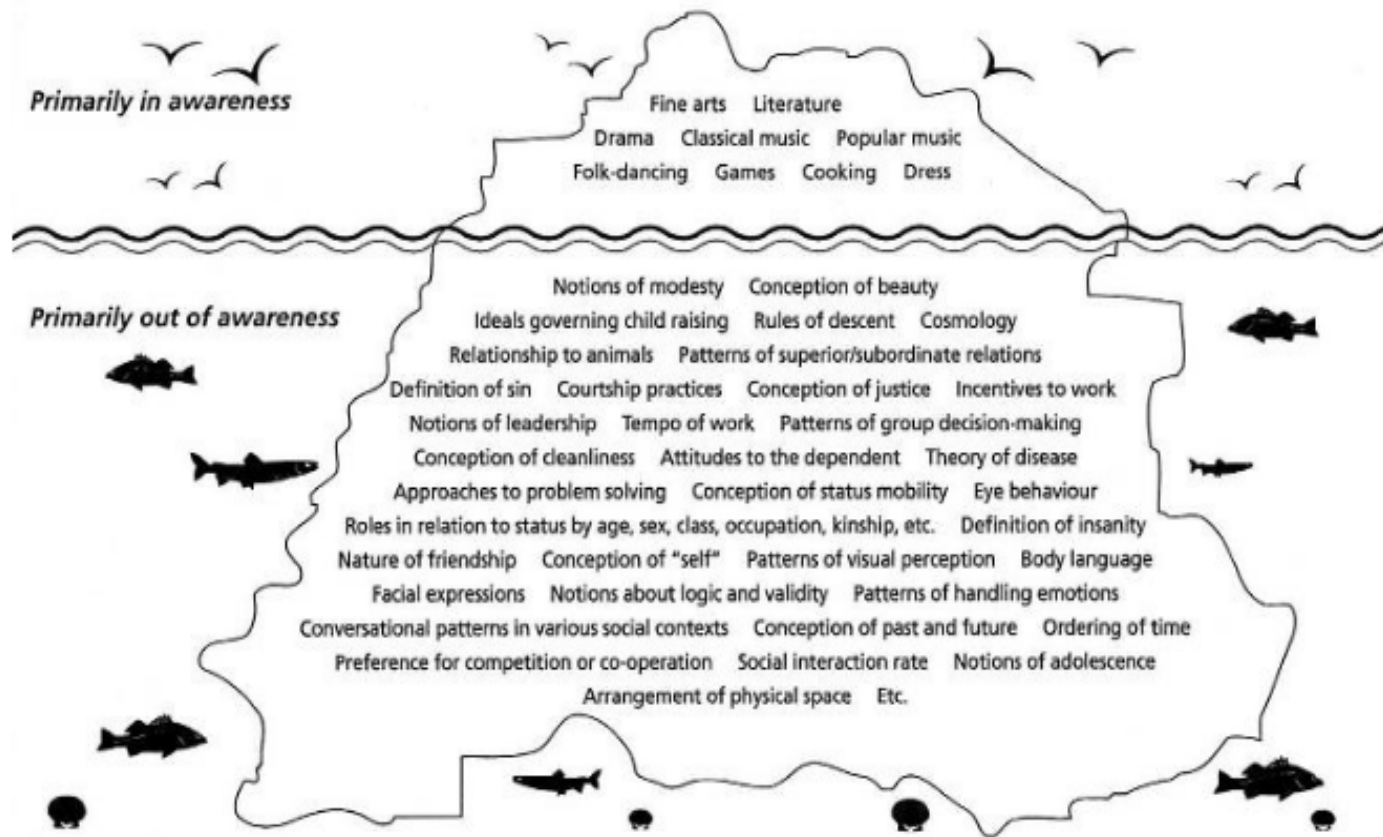 Primarily in awareness
Fine arts Literature
Drama Classical music Popular music
Folk-dancing Games Cooking Dress
Primarily out of awareness
Notions of modesty Conception of beauty
Ideals governing child raising Rules of descent Cosmology
Relationship to animals Patterns of superior/subordinate relations
Definition of sin Courtship practices Conception of justice Incentives to work
Notions of leadership Tempo of work Patterns of group decision-making
Conception of cleanliness Attitudes to the dependent Theory of disease
Approaches to problem solving Conception of status mobility Eye behaviour
Roles in relation to status by age, sex, class, occupation, kinship, etc. Definition of insanity
Nature of friendship Conception of “self” Patterns of visual perception Body language
Facial expressions Notions about logic and validity Patterns of handling emotions
Conversational patterns in various social contexts Conception of past and future Ordering of time
Preference for competition or co-operation Social interaction rate Notions of adolescence
Arrangement of physical space Etc.